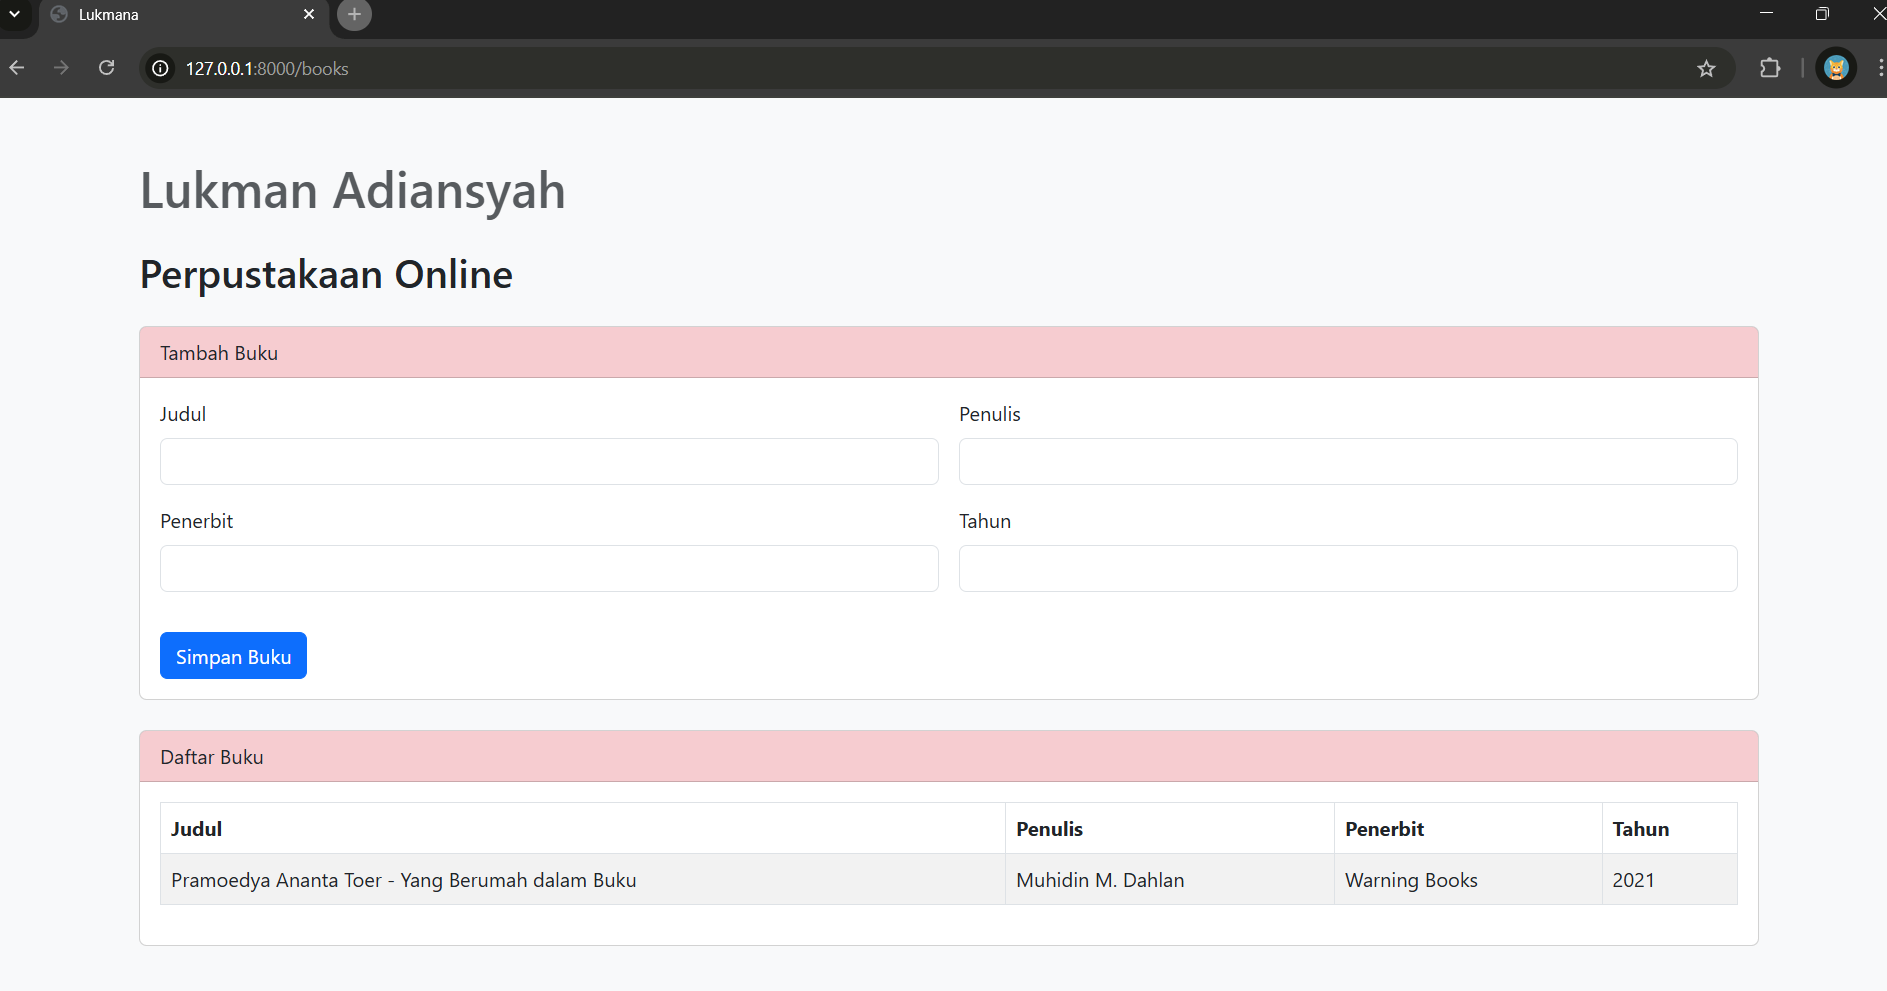 Lukmana
127.0.0.1:8000/books
Lukman Adiansyah
Perpustakaan Online
Tambah Buku
Judul Penulis
Penerbit Tahun
Simpan Buku
Daftar Buku
Judul Penulis Penerbit Tahun
Pramoedya Ananta Toer - Yang Berumah dalam Buku Muhidin M. Dahlan Warning Books 2021